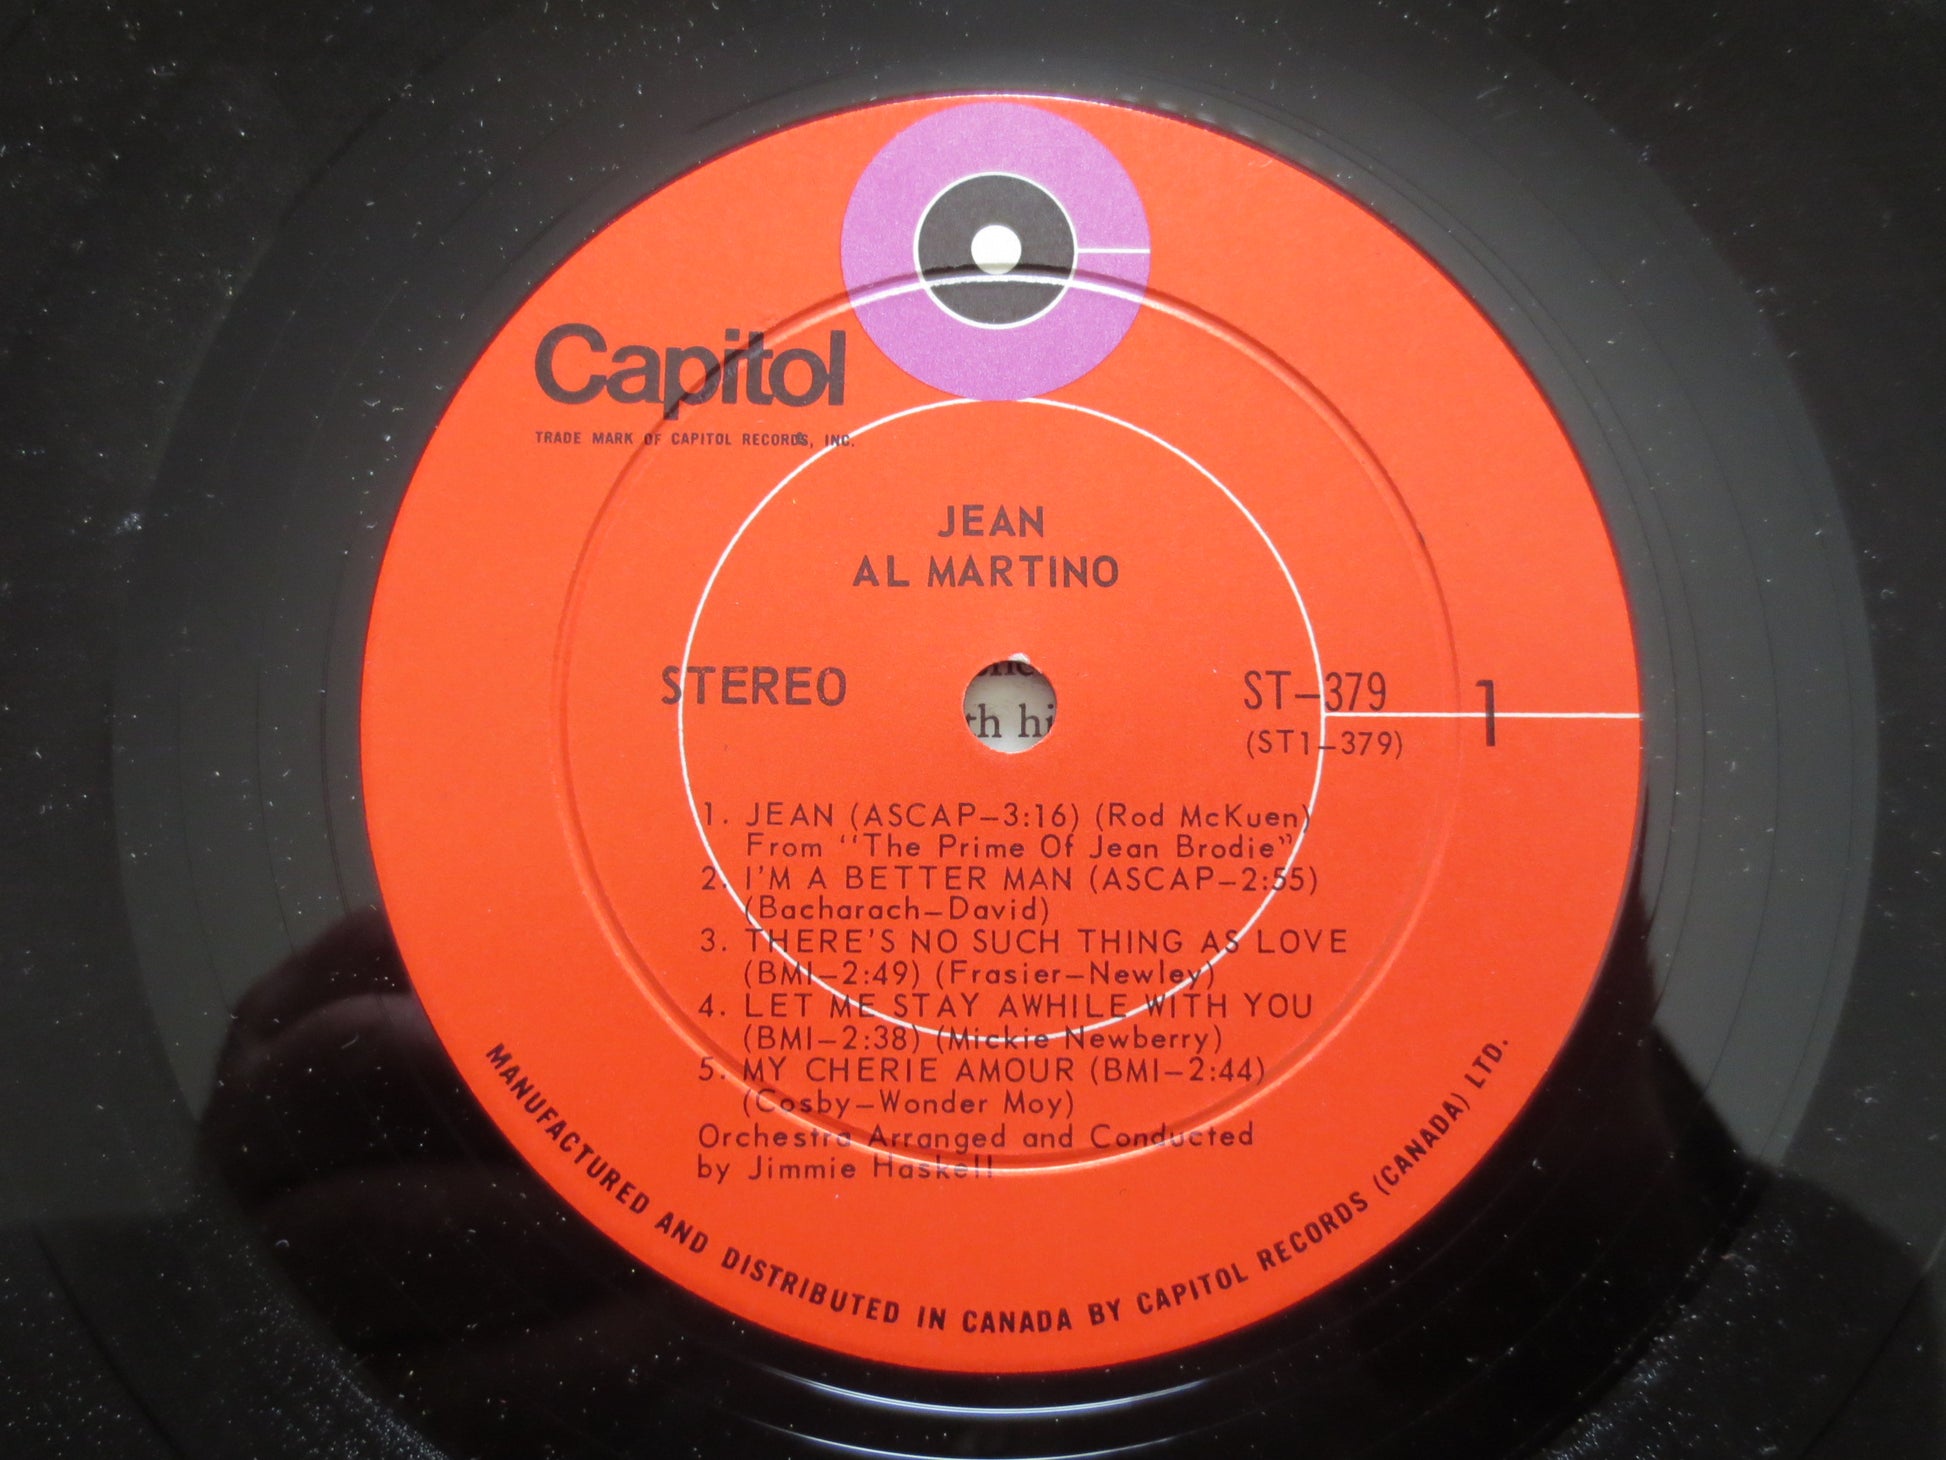 Capitol
TRADE MARK OF CAPITOL RECORDS, INC.
JEAN
AL MARTINO
STEREO
ST-379
(ST1-379)
1
th hi
1. JEAN (ASCAP-3:16) (Rod McKuen)
From "The Prime Of Jean Brodie"
2. I'M A BETTER MAN (ASCAP-2:55)
(Bacharach-David)
3. THERE'S NO SUCH THING AS LOVE
(BMI-2:49) (Frasier-Newley)
4. LET ME STAY AWHILE WITH YOU
(BMI-2:38) (Mickie Newberry)
5. MY CHERIE AMOUR (BMI-2:44)
(Cosby-Wonder Moy)
Orchestra Arranged and Conducted
by Jimmie Haskell
MANUFACTURED AND DISTRIBUTED IN CANADA BY CAPITOL RECORDS (CANADA) LTD.